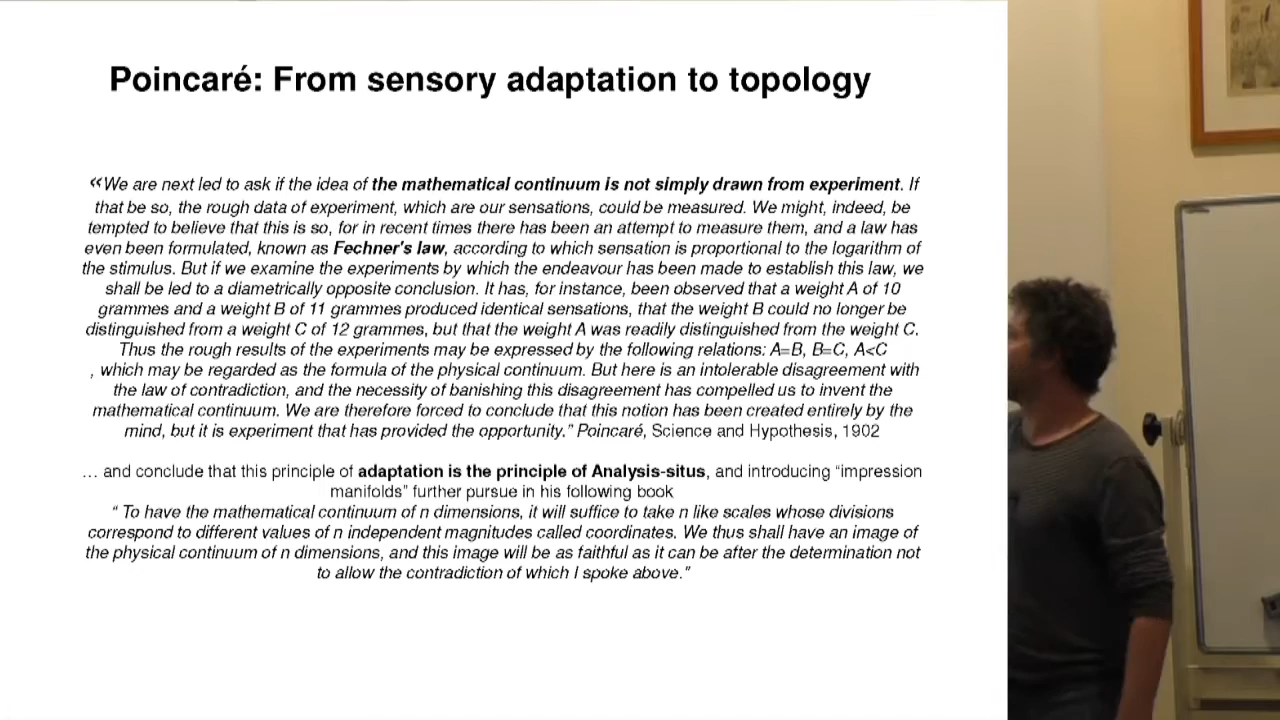 Poincaré: From sensory adaptation to topology
“We are next led to ask if the idea of the mathematical continuum is not simply drawn from experiment. If
that be so, the rough data of experiment, which are our sensations, could be measured. We might, indeed, be
tempted to believe that this is so, for in recent times there has been an attempt to measure them, and a law has
even been formulated, known as Fechner's law, according to which sensation is proportional to the logarithm of
the stimulus. But if we examine the experiments by which the endeavour has been made to establish this law, we
shall be led to a diametrically opposite conclusion. It has, for instance, been observed that a weight A of 10
grammes and a weight B of 11 grammes produced identical sensations, that the weight B could no longer be
distinguished from a weight C of 12 grammes, but that the weight A was readily distinguished from the weight C.
Thus the rough results of the experiments may be expressed by the following relations: A=B, B=C, A<C
, which may be regarded as the formula of the physical continuum. But here is an intolerable disagreement with
the law of contradiction, and the necessity of banishing this disagreement has compelled us to invent the
mathematical continuum. We are therefore forced to conclude that this notion has been created entirely by the
mind, but it is experiment that has provided the opportunity.” Poincaré, Science and Hypothesis, 1902
… and conclude that this principle of adaptation is the principle of Analysis-situs, and introducing “impression
manifolds” further pursue in his following book
“ To have the mathematical continuum of n dimensions, it will suffice to take n like scales whose divisions
correspond to different values of n independent magnitudes called coordinates. We thus shall have an image of
the physical continuum of n dimensions, and this image will be as faithful as it can be after the determination not
to allow the contradiction of which I spoke above.”